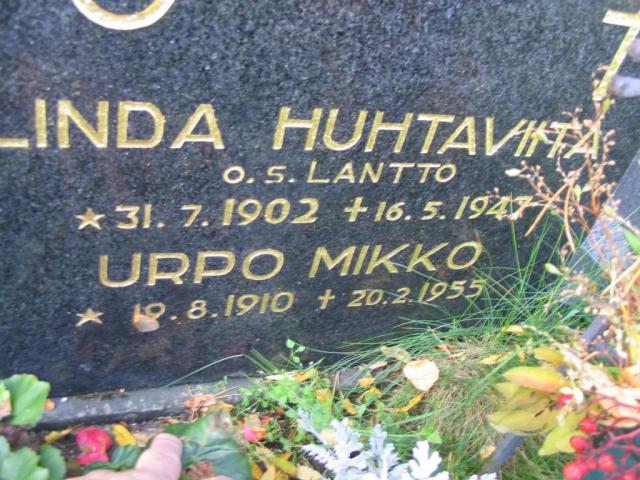 LINDA HUHTAVIITA
O.S. LANTTO
★ 31.7.1902 + 16.5.1947
URPO MIKKO
★ 19.8.1910 + 20.2.1955